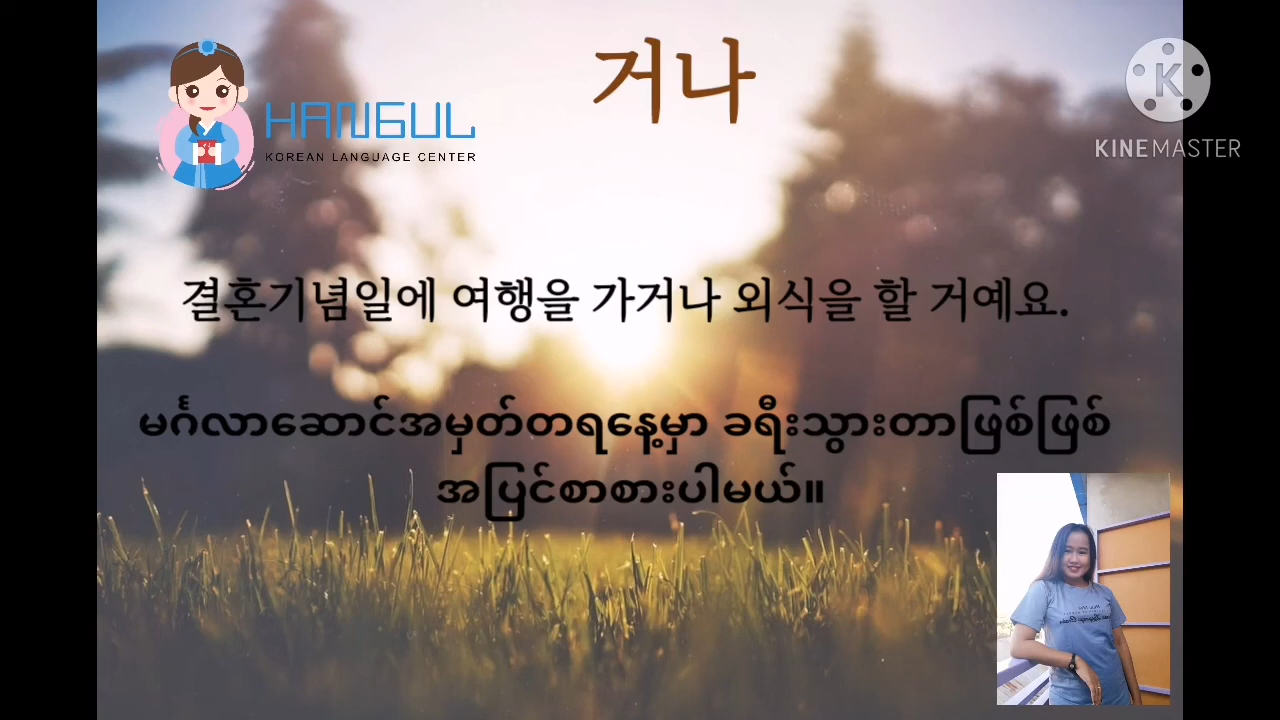 거나
HANGUL
KOREAN LANGUAGE CENTER
K
KINEMASTER
결혼기념일에 여행을 가거나 외식을 할 거예요.
မင်္ဂလာဆောင်အမှတ်တရနေ့မှာ ခရီးသွားတာဖြစ်ဖြစ်
အပြင်စာစားပါမယ်။